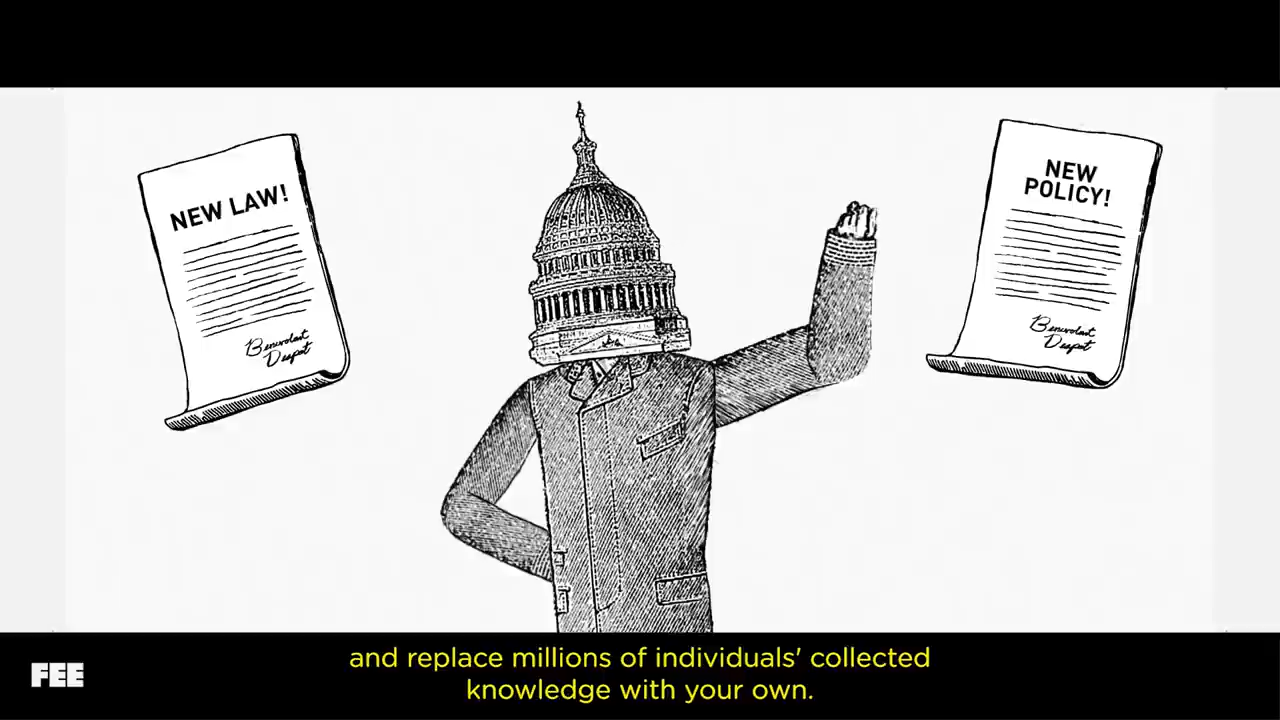 NEW LAW!
Benevolent
Despot
NEW
POLICY!
Benevolent
Despot
FEE
and replace millions of individuals' collected
knowledge with your own.